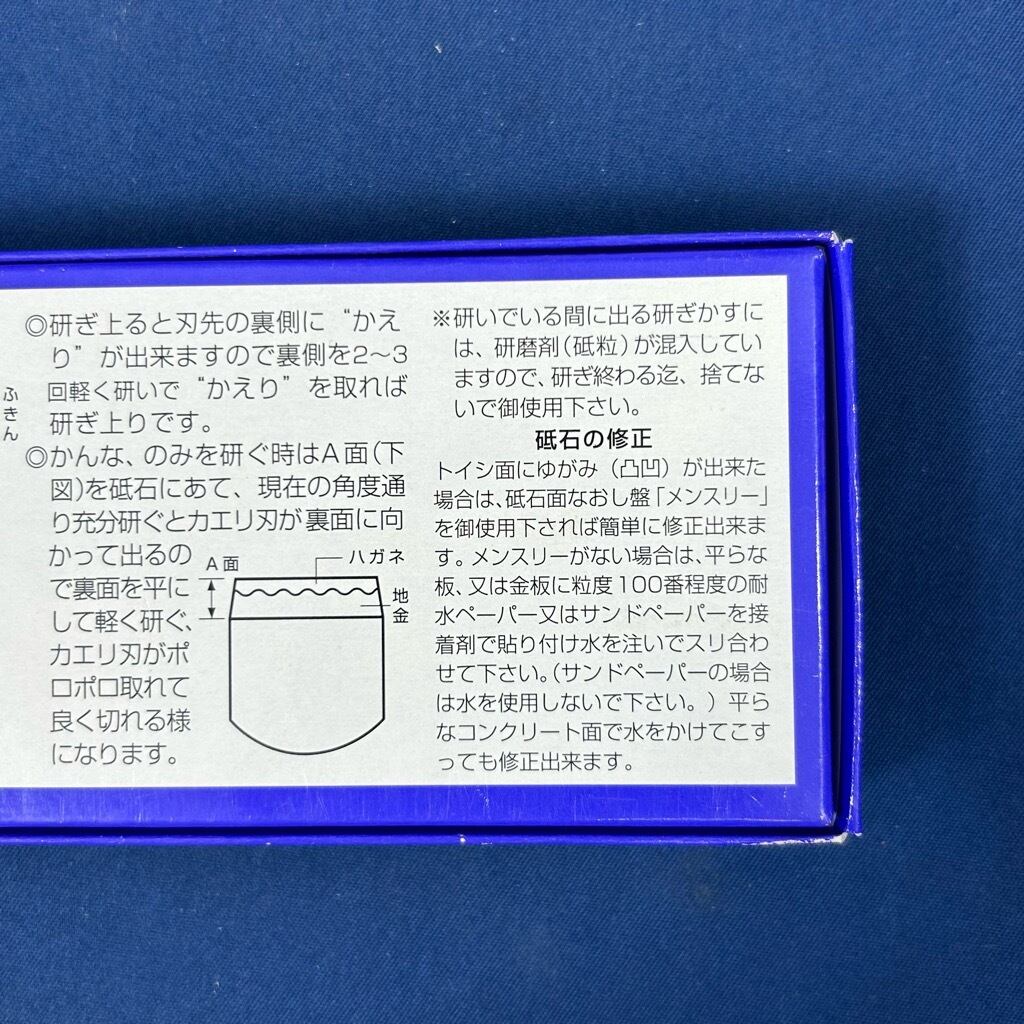 ふきん
◎研ぎ上ると刃先の裏側に“かえ
り”が出来ますので裏側を2〜3
回軽く研いで“かえり”を取れば
研ぎ上りです。
◎かんな、のみを研ぐ時はA面(下
図)を砥石にあて、現在の角度通
り充分研ぐとカエリ刃が裏面に向
かって出るの
で裏面を平に
して軽く研ぐ、
カエリ刃がポ
ロポロ取れて
良く切れる様
になります。
A面
ハガネ
地金
※研いでいる間に出る研ぎかすに
は、研磨剤(砥粒)が混入してい
ますので、研ぎ終わる迄、捨てな
いで御使用下さい。
砥石の修正
トイシ面にゆがみ(凸凹)が出来た
場合は、砥石面なおし盤「メンスリー」
を御使用下されば簡単に修正出来ま
す。メンスリーがない場合は、平らな
板、又は金板に粒度100番程度の耐
水ペーパー又はサンドペーパーを接
着剤で貼り付け水を注いでスリ合わ
せて下さい。(サンドペーパーの場合
は水を使用しないで下さい。)平ら
なコンクリート面で水をかけてこす
っても修正出来ます。